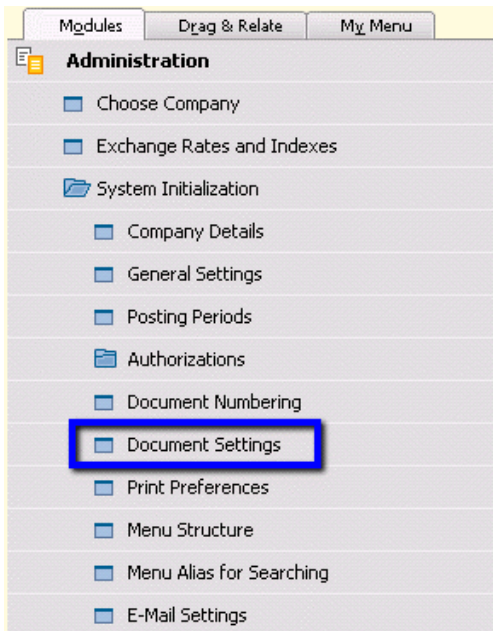 Modules Drag & Relate My Menu
Administration
Choose Company
Exchange Rates and Indexes
System Initialization
Company Details
General Settings
Posting Periods
Authorizations
Document Numbering
Document Settings
Print Preferences
Menu Structure
Menu Alias for Searching
E-Mail Settings